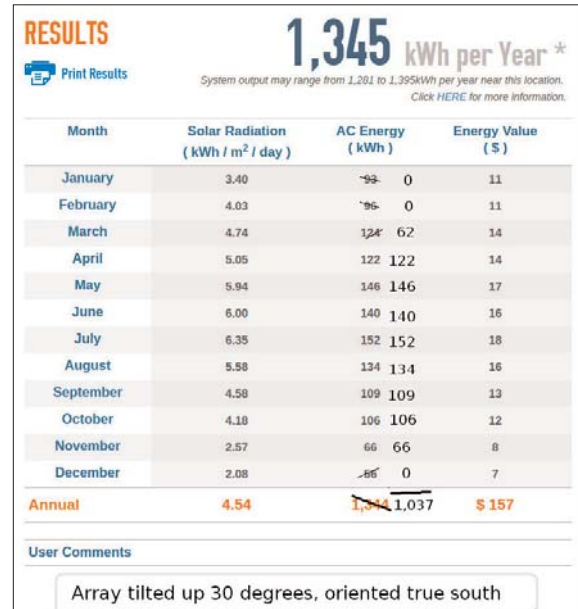 RESULTS
1,345 kWh per Year *
Print Results
System output may range from 1,281 to 1,395kWh per year near this location.
Click HERE for more information.
Month Solar Radiation AC Energy Energy Value
( kWh / m² / day ) ( kWh ) ( $ )
January 3.40 93 0 11
February 4.03 96 0 11
March 4.74 124 62 14
April 5.05 122 122 14
May 5.94 146 146 17
June 6.00 140 140 16
July 6.35 152 152 18
August 5.58 134 134 16
September 4.58 109 109 13
October 4.18 106 106 12
November 2.57 66 66 8
December 2.08 56 0 7
Annual 4.54 1,344 1,037 $ 157
User Comments
Array tilted up 30 degrees, oriented true south